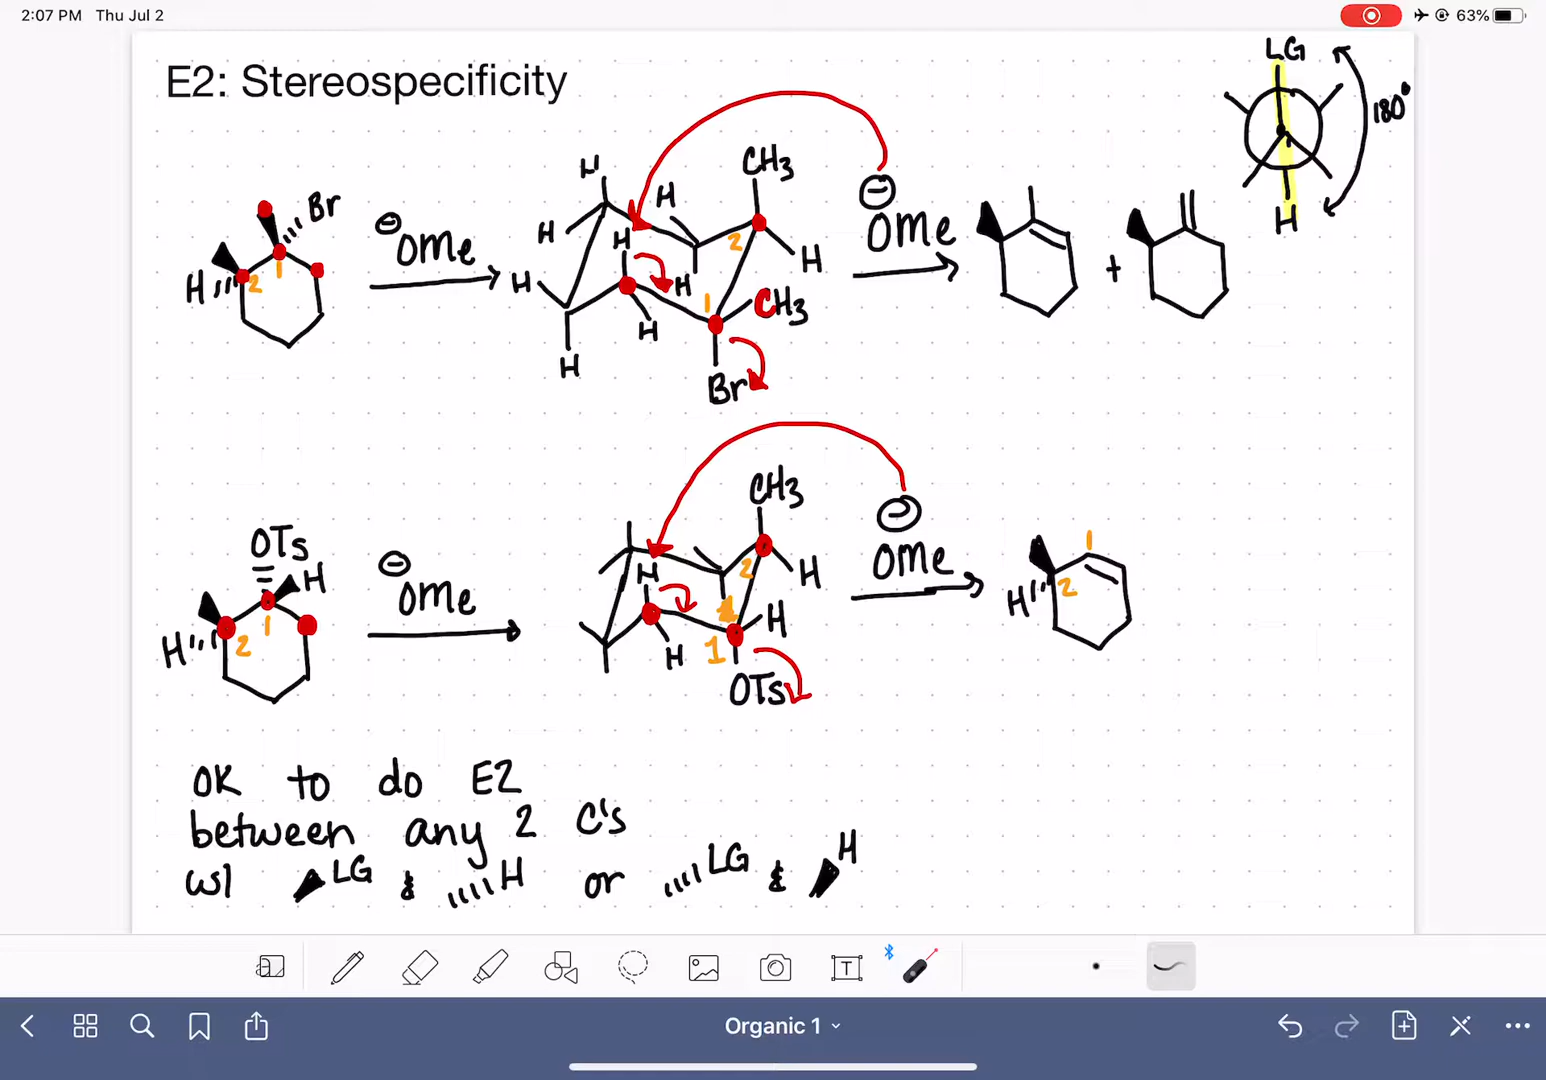 2:07 PM Thu Jul 2
63%
E2: Stereospecificity
LG
180°
H
Br
H
1
2
⊖
OMe
H
H
H
H
H
H
H
H
CH3
H
CH3
Br
1
2
⊖
OMe
+
OTs
H
H
1
2
⊖
OMe
CH3
H
H
H
H
OTs
1
2
⊖
OMe
H
1
2
OK to do E2
between any 2 C's
w/ LG & H or LG & H
T
Organic 1